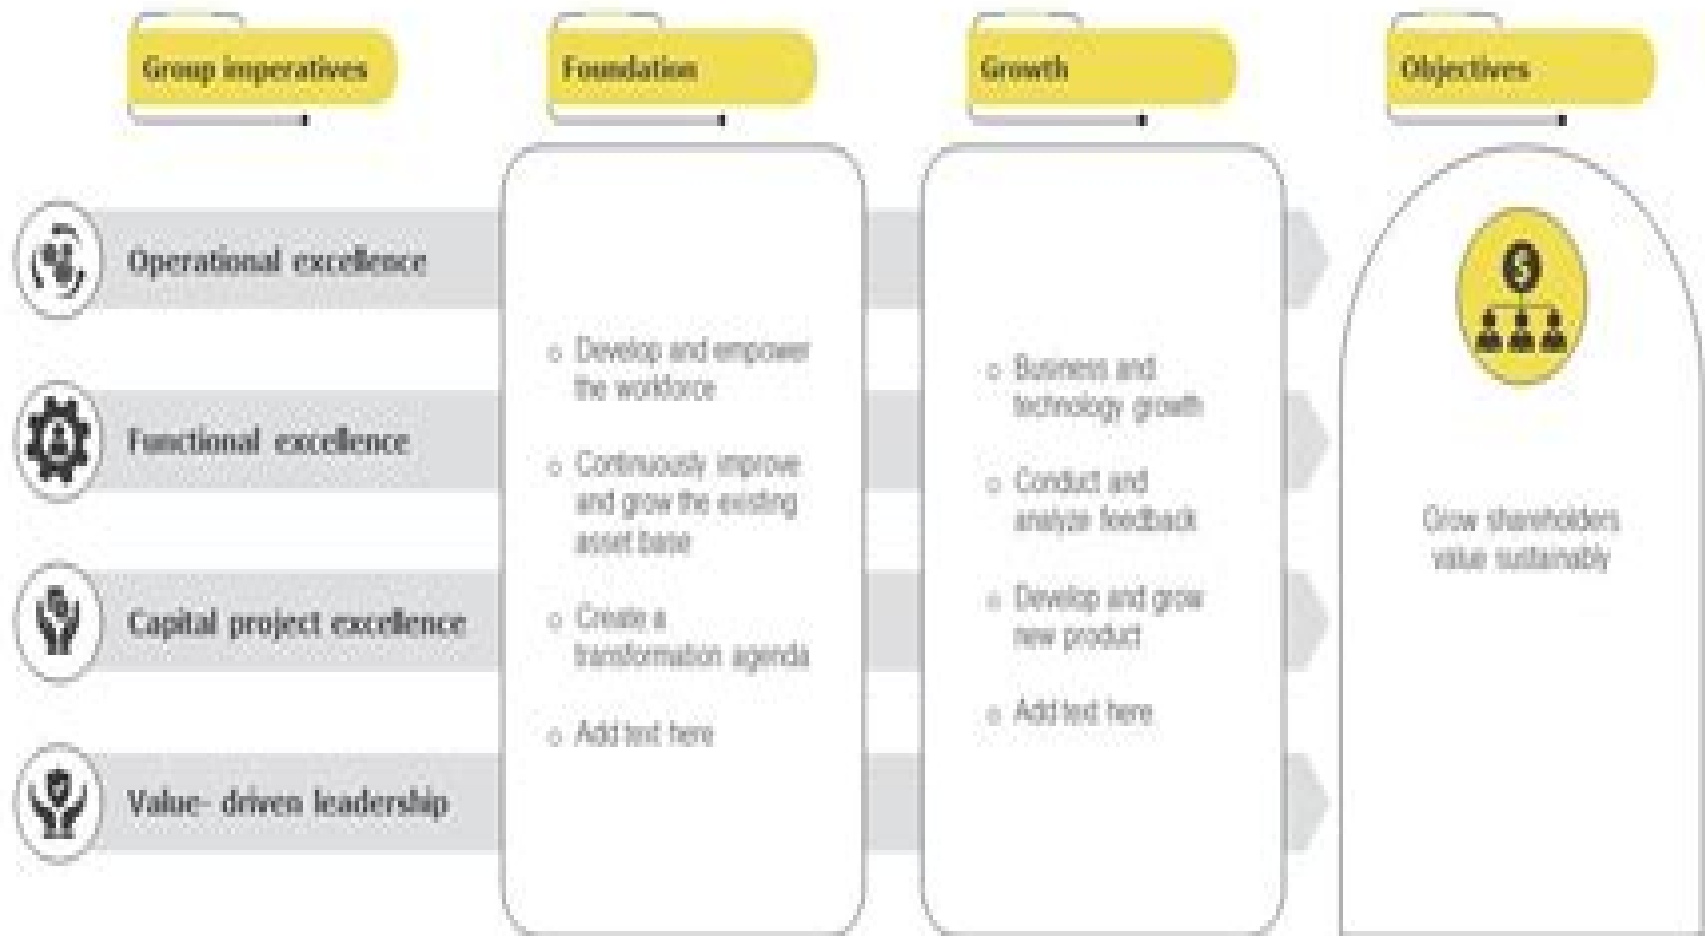 Group imperatives
Foundation
Growth
Objectives
Operational excellence
Functional excellence
Capital project excellence
Value- driven leadership
Develop and empower
the workforce
Continuously improve
and grow the existing
asset base
Create a
transformation agenda
Add text here
Business and
technology growth
Conduct and
analyze feedback
Develop and grow
new product
Add text here
Grow shareholders
value sustainably